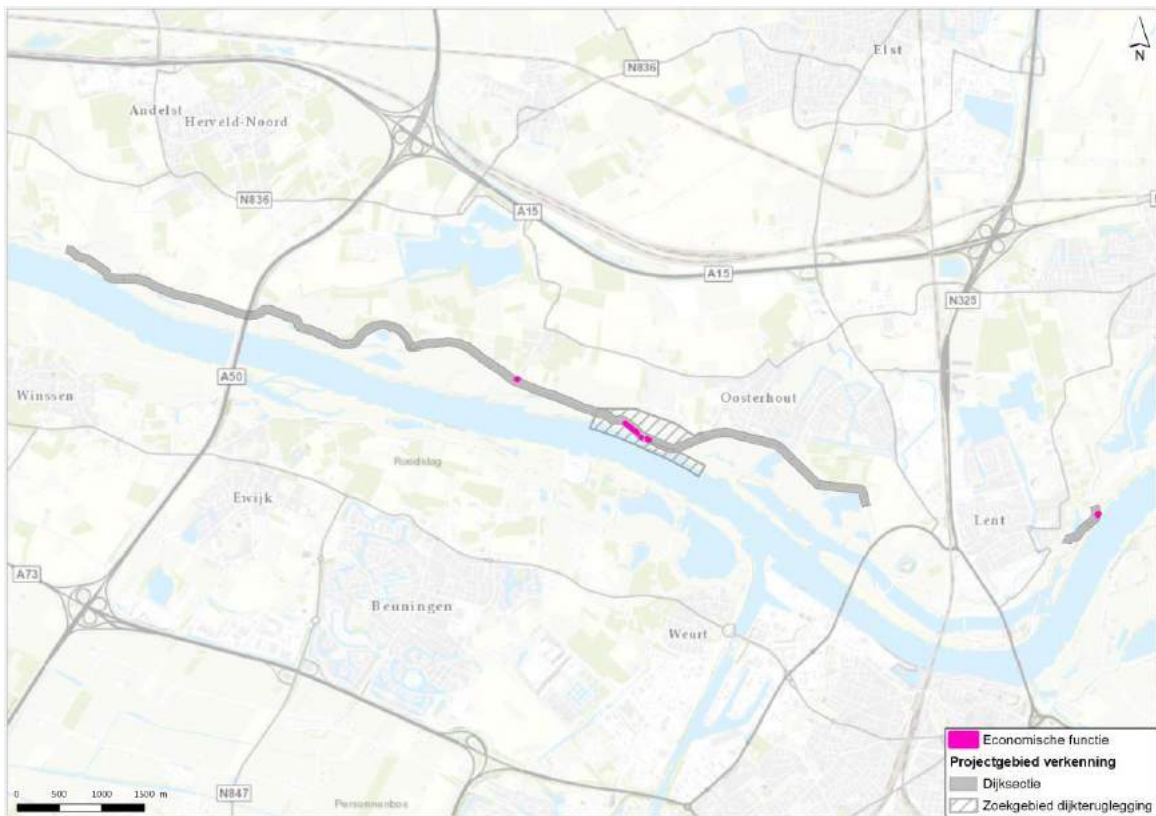 Elst
N
N836
Andelst
Herveld-Noord
N836
A15
A15
N325
A50
Winssen
Oosterhout
Ewijk
Lent
A73
Beuningen
Weurt
N847
Economische functie
Projectgebied verkenning
Dijksectie
Zoekgebied dijkteruglegging
0 500 1000 1500 m